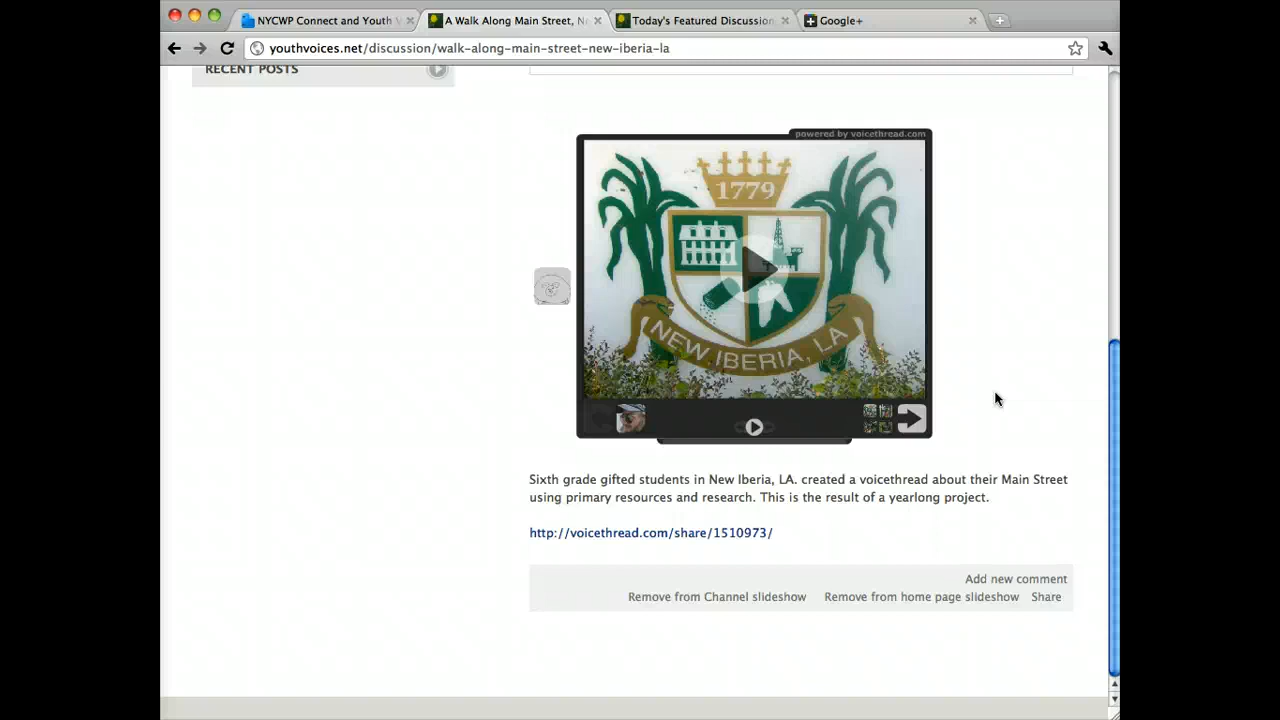 NYCWP Connect and Youth V
A Walk Along Main Street, Ne
Today's Featured Discussion
Google+
youthvoices.net/discussion/walk-along-main-street-new-iberia-la
RECENT POSTS
powered by voicethread.com
1779
NEW IBERIA, LA
Sixth grade gifted students in New Iberia, LA. created a voicethread about their Main Street
using primary resources and research. This is the result of a yearlong project.
http://voicethread.com/share/1510973/
Add new comment
Remove from Channel slideshow Remove from home page slideshow Share